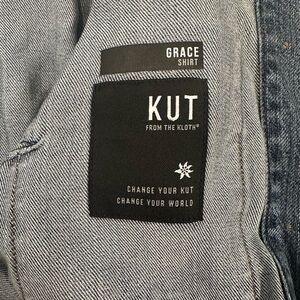 GRACE
SHIRT
KUT
FROM THE KLOTH®
CHANGE YOUR KUT
CHANGE YOUR WORLD